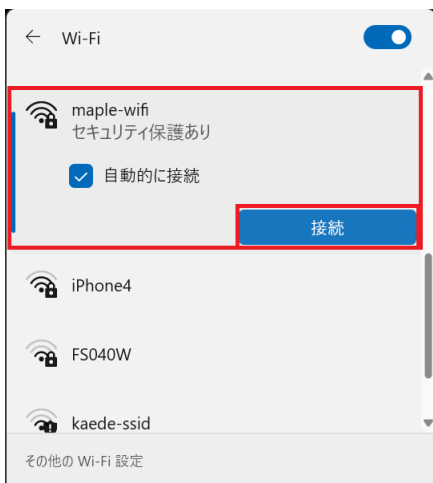 Wi-Fi
maple-wifi
セキュリティ保護あり
自動的に接続
接続
iPhone4
FS040W
kaede-ssid
その他の Wi-Fi 設定